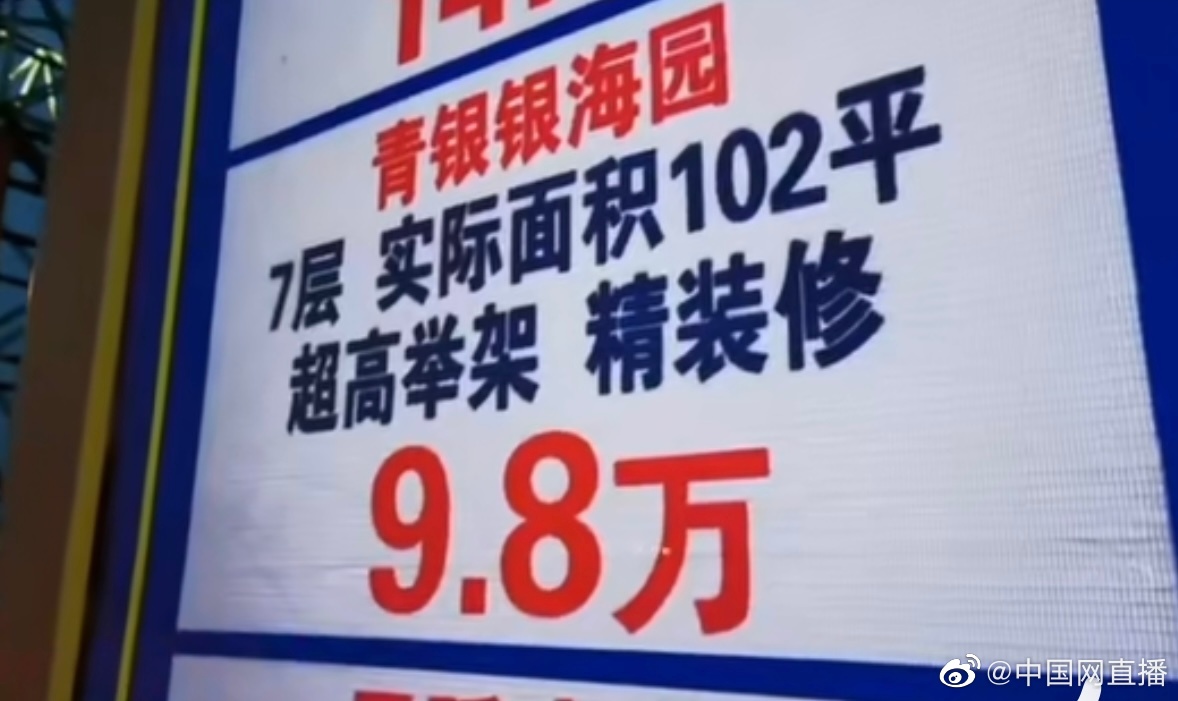 青银银海园
7层 实际面积102平
超高举架 精装修
9.8万
@中国网直播